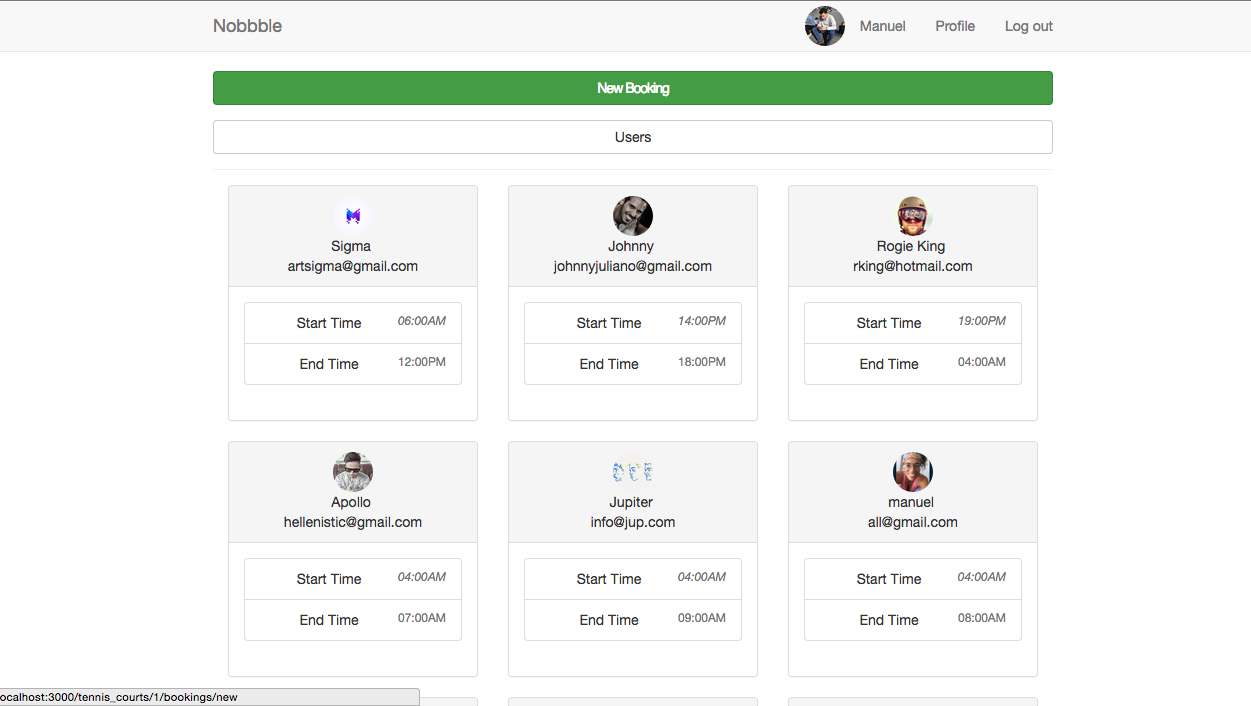 Nobbble
Manuel
Profile
Log out
New Booking
Users
Sigma
artsigma@gmail.com
Start Time 06:00AM
End Time 12:00PM
Johnny
johnnyjuliano@gmail.com
Start Time 14:00PM
End Time 18:00PM
Rogie King
rking@hotmail.com
Start Time 19:00PM
End Time 04:00AM
Apollo
hellenistic@gmail.com
Start Time 04:00AM
End Time 07:00AM
Jupiter
info@jup.com
Start Time 04:00AM
End Time 09:00AM
manuel
all@gmail.com
Start Time 04:00AM
End Time 08:00AM
ocalhost:3000/tennis_courts/1/bookings/new